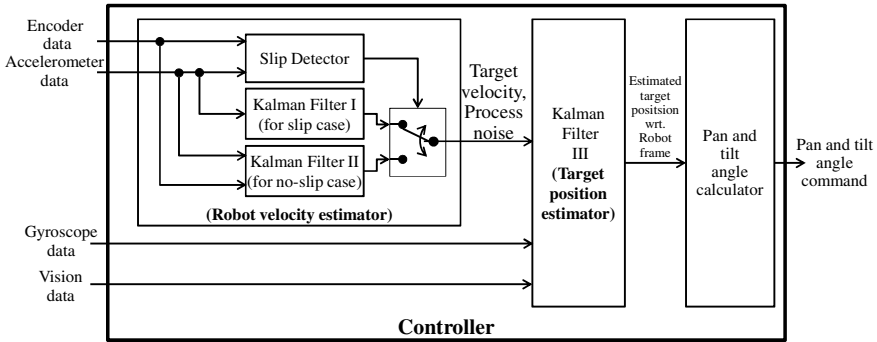 Encoder
data
Accelerometer
data
Slip Detector
Kalman Filter I
(for slip case)
Kalman Filter II
(for no-slip case)
(Robot velocity estimator)
Target
velocity,
Process
noise
Kalman
Filter
III
(Target
position
estimator)
Estimated
target
positsion
wrt.
Robot
frame
Pan and
tilt
angle
calculator
Pan and tilt
angle
command
Gyroscope
data
Vision
data
Controller